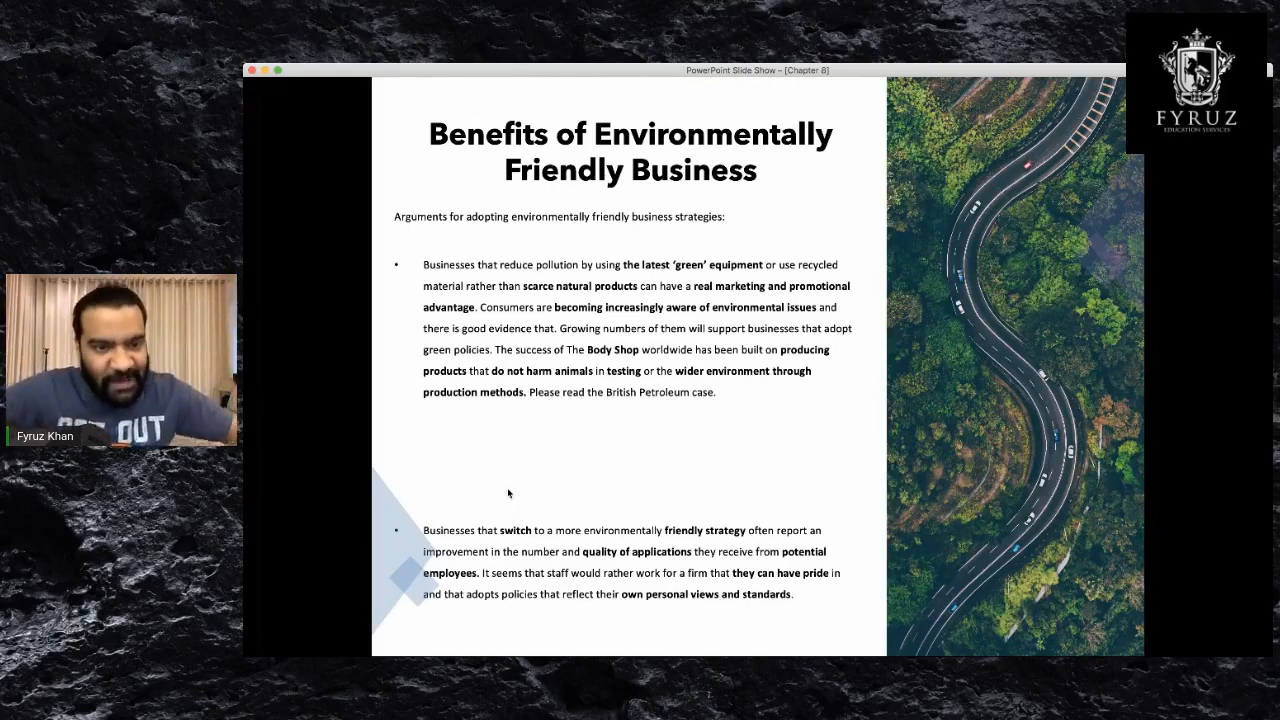 PowerPoint Slide Show – [Chapter 8]
FYRUZ
EDUCATION SERVICES
Benefits of Environmentally
Friendly Business
Arguments for adopting environmentally friendly business strategies:
• Businesses that reduce pollution by using the latest ‘green’ equipment or use recycled
material rather than scarce natural products can have a real marketing and promotional
advantage. Consumers are becoming increasingly aware of environmental issues and
there is good evidence that. Growing numbers of them will support businesses that adopt
green policies. The success of The Body Shop worldwide has been built on producing
products that do not harm animals in testing or the wider environment through
production methods. Please read the British Petroleum case.
OUT
Fyruz Khan
• Businesses that switch to a more environmentally friendly strategy often report an
improvement in the number and quality of applications they receive from potential
employees. It seems that staff would rather work for a firm that they can have pride in
and that adopts policies that reflect their own personal views and standards.